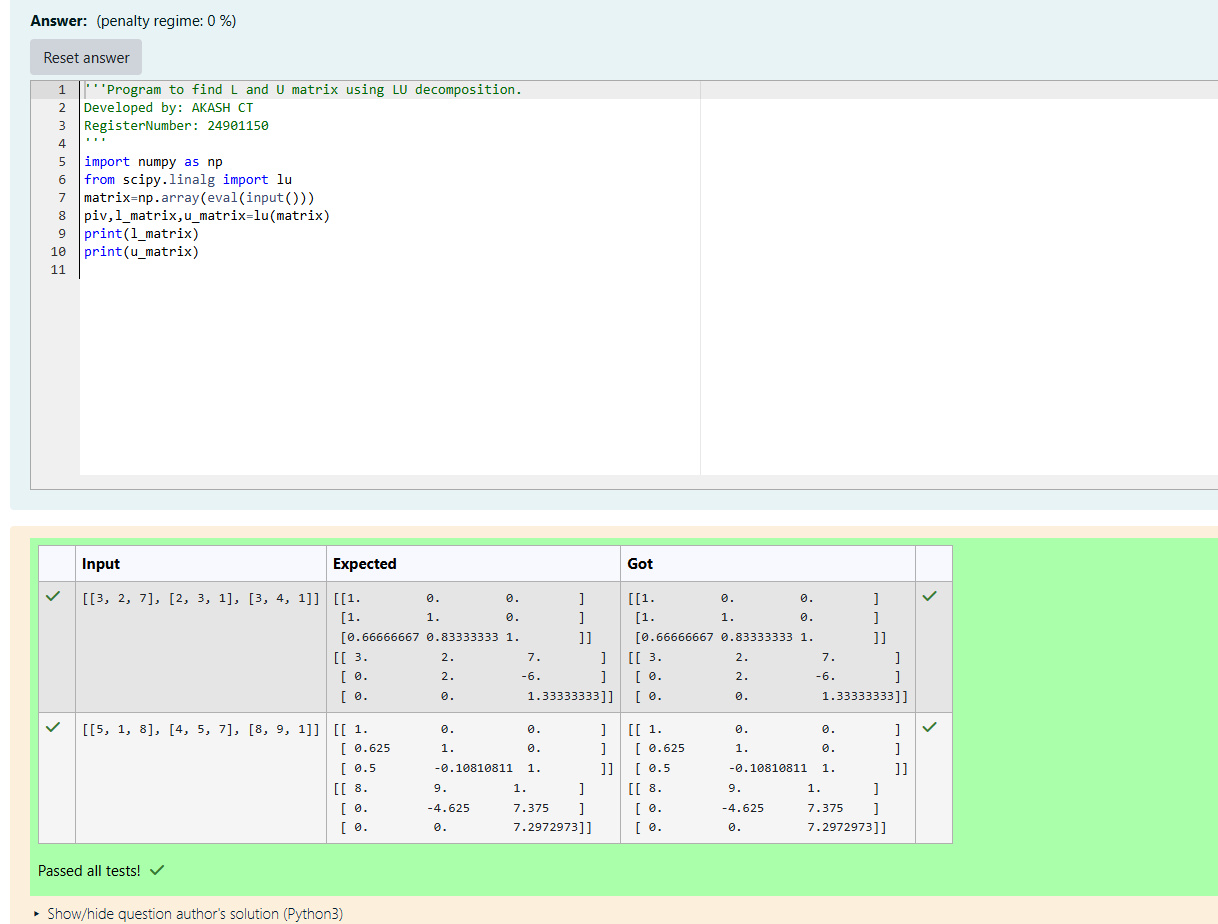 Answer: (penalty regime: 0 %)
Reset answer
1 '''Program to find L and U matrix using LU decomposition.
2 Developed by: AKASH CT
3 RegisterNumber: 24901150
4 '''
5 import numpy as np
6 from scipy.linalg import lu
7 matrix=np.array(eval(input()))
8 piv,l_matrix,u_matrix=lu(matrix)
9 print(l_matrix)
10 print(u_matrix)
11
Input Expected Got
[[3, 2, 7], [2, 3, 1], [3, 4, 1]] [[1. 0. 0. ] [[1. 0. 0. ]
[1. 1. 0. ] [1. 1. 0. ]
[0.66666667 0.83333333 1. ]] [0.66666667 0.83333333 1. ]]
[[ 3. 2. 7. ] [[ 3. 2. 7. ]
[ 0. 2. -6. ] [ 0. 2. -6. ]
[ 0. 0. 1.33333333]] [ 0. 0. 1.33333333]]
[[5, 1, 8], [4, 5, 7], [8, 9, 1]] [[ 1. 0. 0. ] [[ 1. 0. 0. ]
[ 0.625 1. 0. ] [ 0.625 1. 0. ]
[ 0.5 -0.10810811 1. ]] [ 0.5 -0.10810811 1. ]]
[[ 8. 9. 1. ] [[ 8. 9. 1. ]
[ 0. -4.625 7.375 ] [ 0. -4.625 7.375 ]
[ 0. 0. 7.2972973]] [ 0. 0. 7.2972973]]
Passed all tests!
Show/hide question author's solution (Python3)